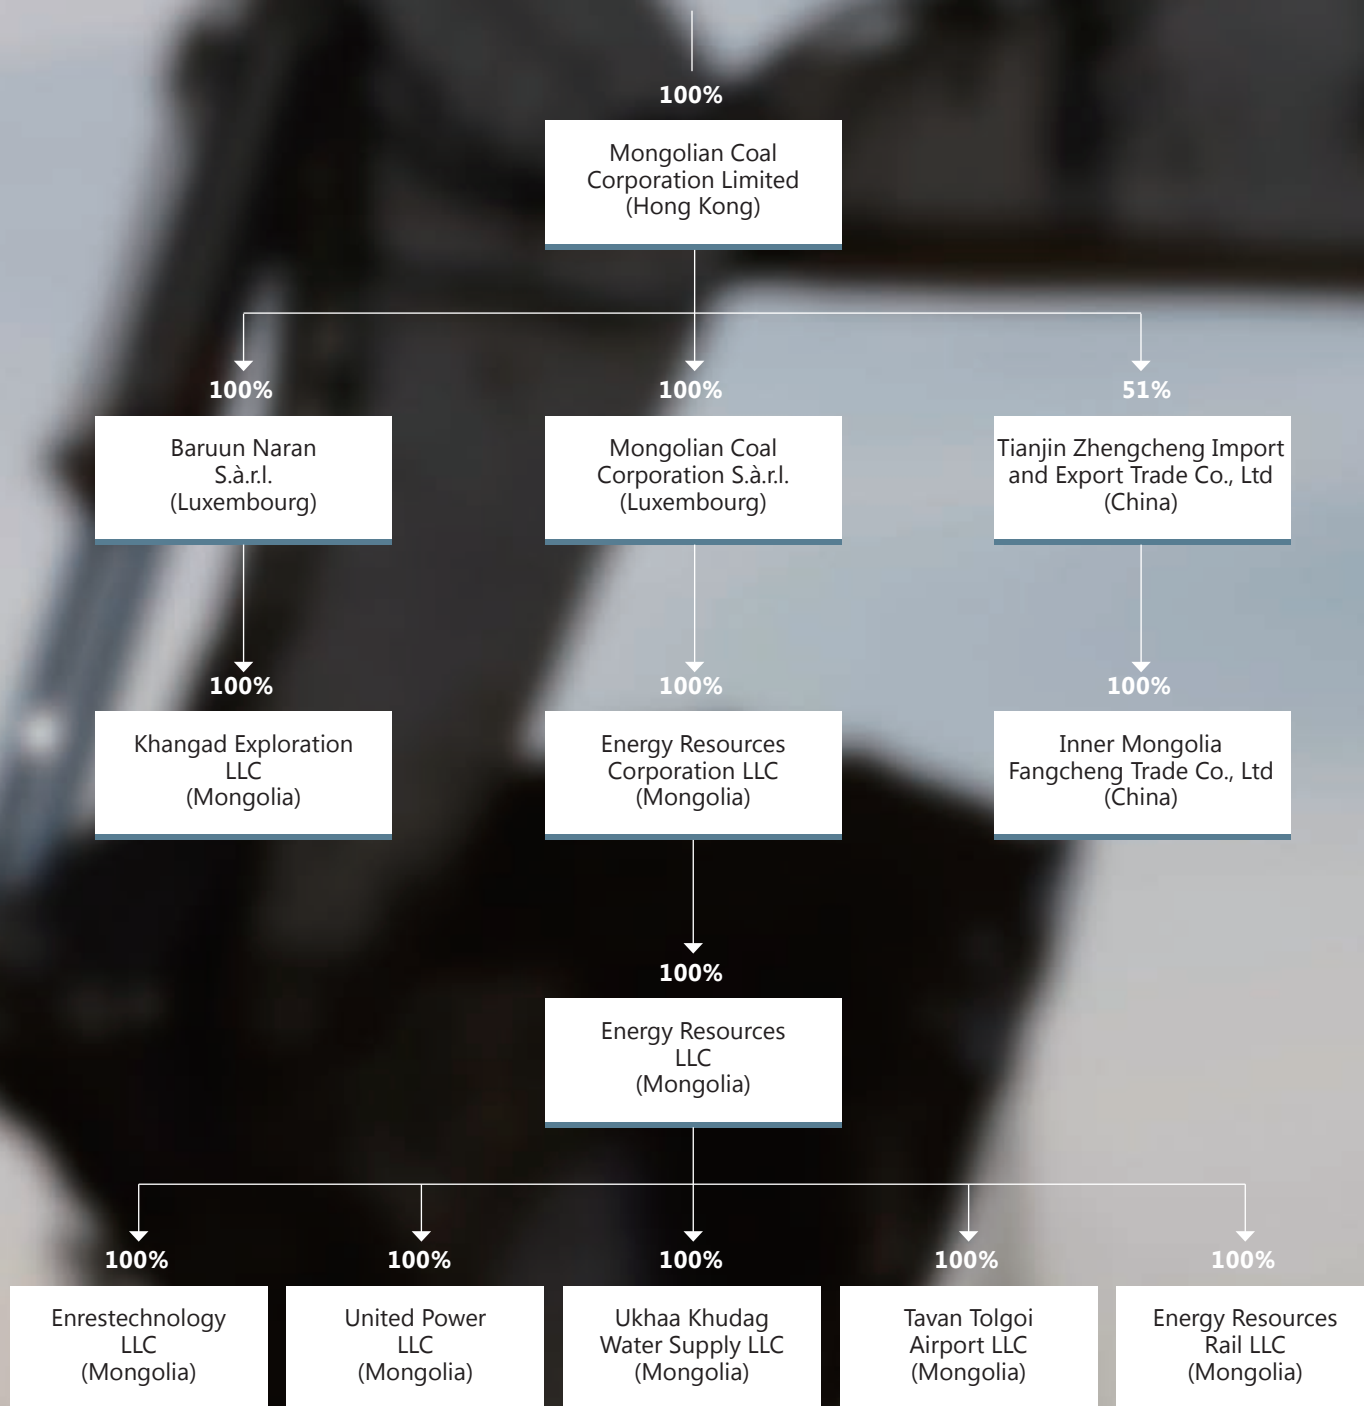 100%
Mongolian Coal
Corporation Limited
(Hong Kong)
100%
100%
51%
Baruun Naran
S.à.r.l.
(Luxembourg)
Mongolian Coal
Corporation S.à.r.l.
(Luxembourg)
Tianjin Zhengcheng Import
and Export Trade Co., Ltd
(China)
100%
100%
100%
Khangad Exploration
LLC
(Mongolia)
Energy Resources
Corporation LLC
(Mongolia)
Inner Mongolia
Fangcheng Trade Co., Ltd
(China)
100%
Energy Resources
LLC
(Mongolia)
100%
100%
100%
100%
100%
Enrestechnology
LLC
(Mongolia)
United Power
LLC
(Mongolia)
Ukhaa Khudag
Water Supply LLC
(Mongolia)
Tavan Tolgoi
Airport LLC
(Mongolia)
Energy Resources
Rail LLC
(Mongolia)